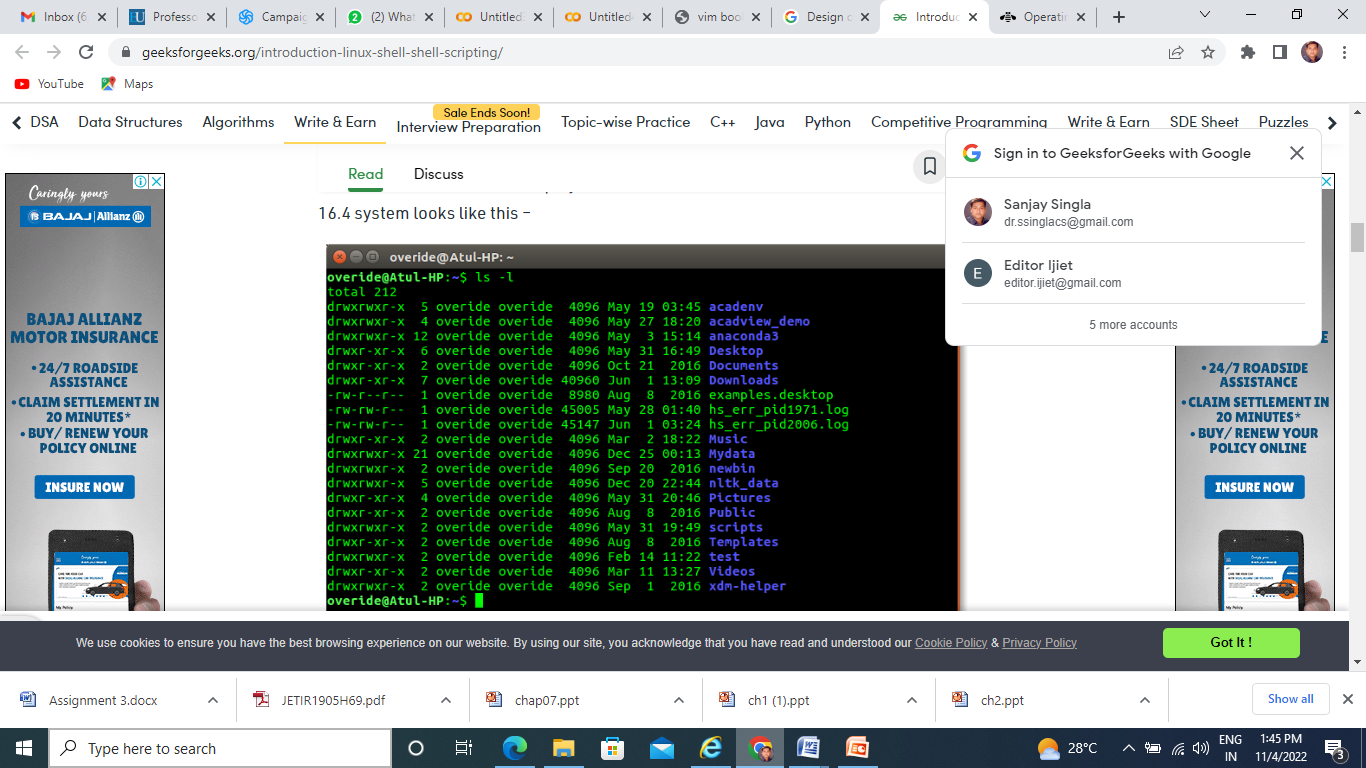 Inbox (6
Professo
Campaig
(2) What
Untitled
Untitled
vim boo
Design o
Introduc
Operatin
geeksforgeeks.org/introduction-linux-shell-shell-scripting/
YouTube
Maps
DSA
Data Structures
Algorithms
Write & Earn
Sale Ends Soon!
Interview Preparation
Topic-wise Practice
C++
Java
Python
Competitive Programming
Write & Earn
SDE Sheet
Puzzles
Read
Discuss
16.4 system looks like this –
Sign in to GeeksforGeeks with Google
Sanjay Singla
dr.ssinglacs@gmail.com
E
Editor Ijiet
editor.ijiet@gmail.com
5 more accounts
Caringly yours
BAJAJ | Allianz
BAJAJ ALLIANZ
MOTOR INSURANCE
• 24/7 ROADSIDE
ASSISTANCE
• CLAIM SETTLEMENT IN
20 MINUTES*
• BUY/ RENEW YOUR
POLICY ONLINE
INSURE NOW
overide@Atul-HP: ~
overide@Atul-HP:~$ ls -l
total 212
drwxrwxr-x  5 overide overide  4096 May 19 03:45 acadenv
drwxrwxr-x  4 overide overide  4096 May 27 18:20 acadview_demo
drwxrwxr-x 12 overide overide  4096 May  3 15:14 anaconda3
drwxr-xr-x  6 overide overide  4096 May 31 16:49 Desktop
drwxr-xr-x  2 overide overide  4096 Oct 21  2016 Documents
drwxr-xr-x  7 overide overide 40960 Jun  1 13:09 Downloads
-rw-r--r--  1 overide overide  8980 Aug  8  2016 examples.desktop
-rw-rw-r--  1 overide overide 45005 May 28 01:40 hs_err_pid1971.log
-rw-rw-r--  1 overide overide 45147 Jun  1 03:24 hs_err_pid2006.log
drwxr-xr-x  2 overide overide  4096 Mar  2 18:22 Music
drwxrwxr-x 21 overide overide  4096 Dec 25 00:13 Mydata
drwxrwxr-x  2 overide overide  4096 Sep 20  2016 newbin
drwxrwxr-x  5 overide overide  4096 Dec 20 22:44 nltk_data
drwxr-xr-x  4 overide overide  4096 May 31 20:46 Pictures
drwxr-xr-x  2 overide overide  4096 Aug  8  2016 Public
drwxrwxr-x  2 overide overide  4096 May 31 19:49 scripts
drwxr-xr-x  2 overide overide  4096 Aug  8  2016 Templates
drwxrwxr-x  2 overide overide  4096 Feb 14 11:22 test
drwxr-xr-x  2 overide overide  4096 Mar 11 13:27 Videos
drwxrwxr-x  2 overide overide  4096 Sep  1  2016 xdm-helper
overide@Atul-HP:~$
• 24/7 ROADSIDE
ASSISTANCE
• CLAIM SETTLEMENT IN
20 MINUTES*
• BUY/ RENEW YOUR
POLICY ONLINE
INSURE NOW
We use cookies to ensure you have the best browsing experience on our website. By using our site, you acknowledge that you have read and understood our Cookie Policy & Privacy Policy
Got It !
Assignment 3.docx
JETIR1905H69.pdf
chap07.ppt
ch1 (1).ppt
ch2.ppt
Show all
Type here to search
28°C
ENG
IN
1:45 PM
11/4/2022
3